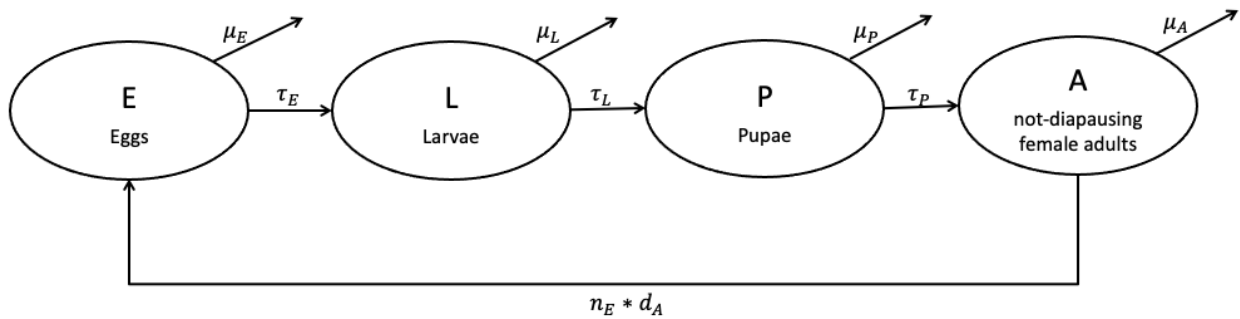 μ_E
μ_L
μ_P
μ_A
E
τ_E
L
τ_L
P
τ_P
A
Eggs
Larvae
Pupae
not-diapausing
female adults
n_E * d_A